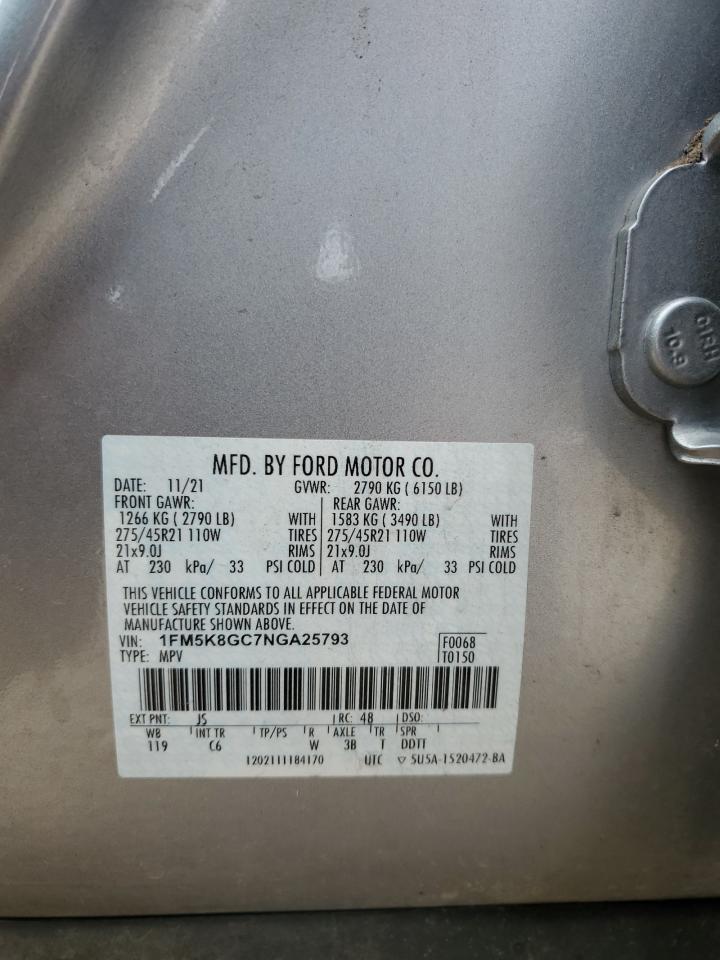 01RH
10.9
MFD. BY FORD MOTOR CO.
DATE: 11/21 GVWR: 2790 KG ( 6150 LB)
FRONT GAWR: REAR GAWR:
1266 KG ( 2790 LB) WITH 1583 KG ( 3490 LB) WITH
275/45R21 110W TIRES 275/45R21 110W TIRES
21x9.0J RIMS 21x9.0J RIMS
AT 230 kPa/ 33 PSI COLD AT 230 kPa/ 33 PSI COLD
THIS VEHICLE CONFORMS TO ALL APPLICABLE FEDERAL MOTOR
VEHICLE SAFETY STANDARDS IN EFFECT ON THE DATE OF
MANUFACTURE SHOWN ABOVE.
VIN: 1FM5K8GC7NGA25793 F0068
TYPE: MPV T0150
EXT PNT: JS RC: 48 DSO:
WB INT TR TP/PS R AXLE TR SPR
119 C6 W 3B T DDTT
1202111184170 UTC ▽ 5U5A-1520472-BA